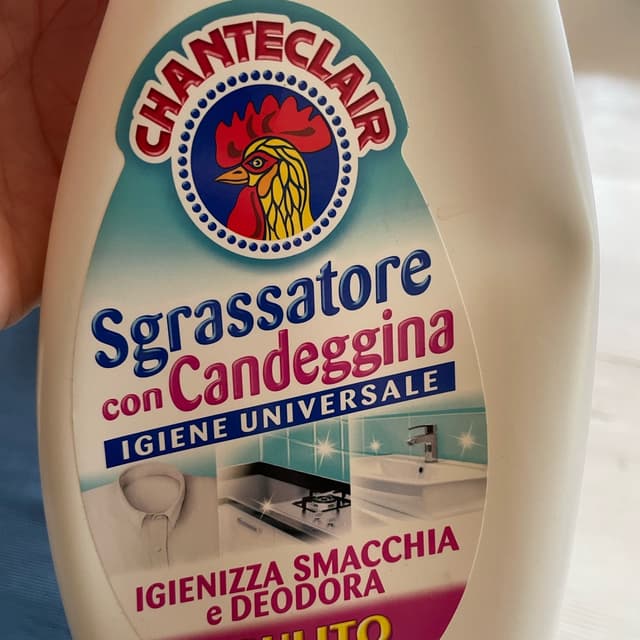 CHANTECLAIR
Sgrassatore
con Candeggina
IGIENE UNIVERSALE
IGIENIZZA SMACCHIA
e DEODORA